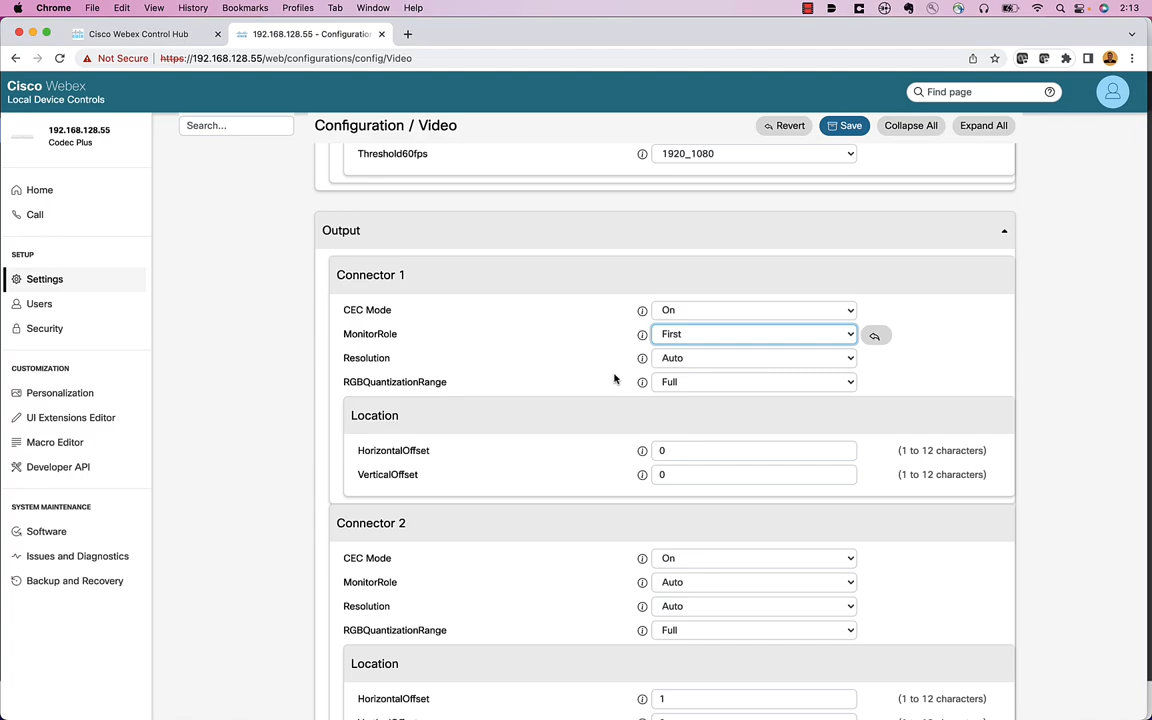 Chrome File Edit View History Bookmarks Profiles Tab Window Help 2:13
Cisco Webex Control Hub
192.168.128.55 - Configuration
Not Secure https://192.168.128.55/web/configurations/config/Video
Cisco Webex
Local Device Controls
Find page
192.168.128.55
Codec Plus
Home
Call
SETUP
Settings
Users
Security
CUSTOMIZATION
Personalization
UI Extensions Editor
Macro Editor
Developer API
SYSTEM MAINTENANCE
Software
Issues and Diagnostics
Backup and Recovery
Search...
Configuration / Video
Revert Save Collapse All Expand All
Threshold60fps 1920_1080
Output
Connector 1
CEC Mode On
MonitorRole First
Resolution Auto
RGBQuantizationRange Full
Location
HorizontalOffset 0 (1 to 12 characters)
VerticalOffset 0 (1 to 12 characters)
Connector 2
CEC Mode On
MonitorRole Auto
Resolution Auto
RGBQuantizationRange Full
Location
HorizontalOffset 1 (1 to 12 characters)